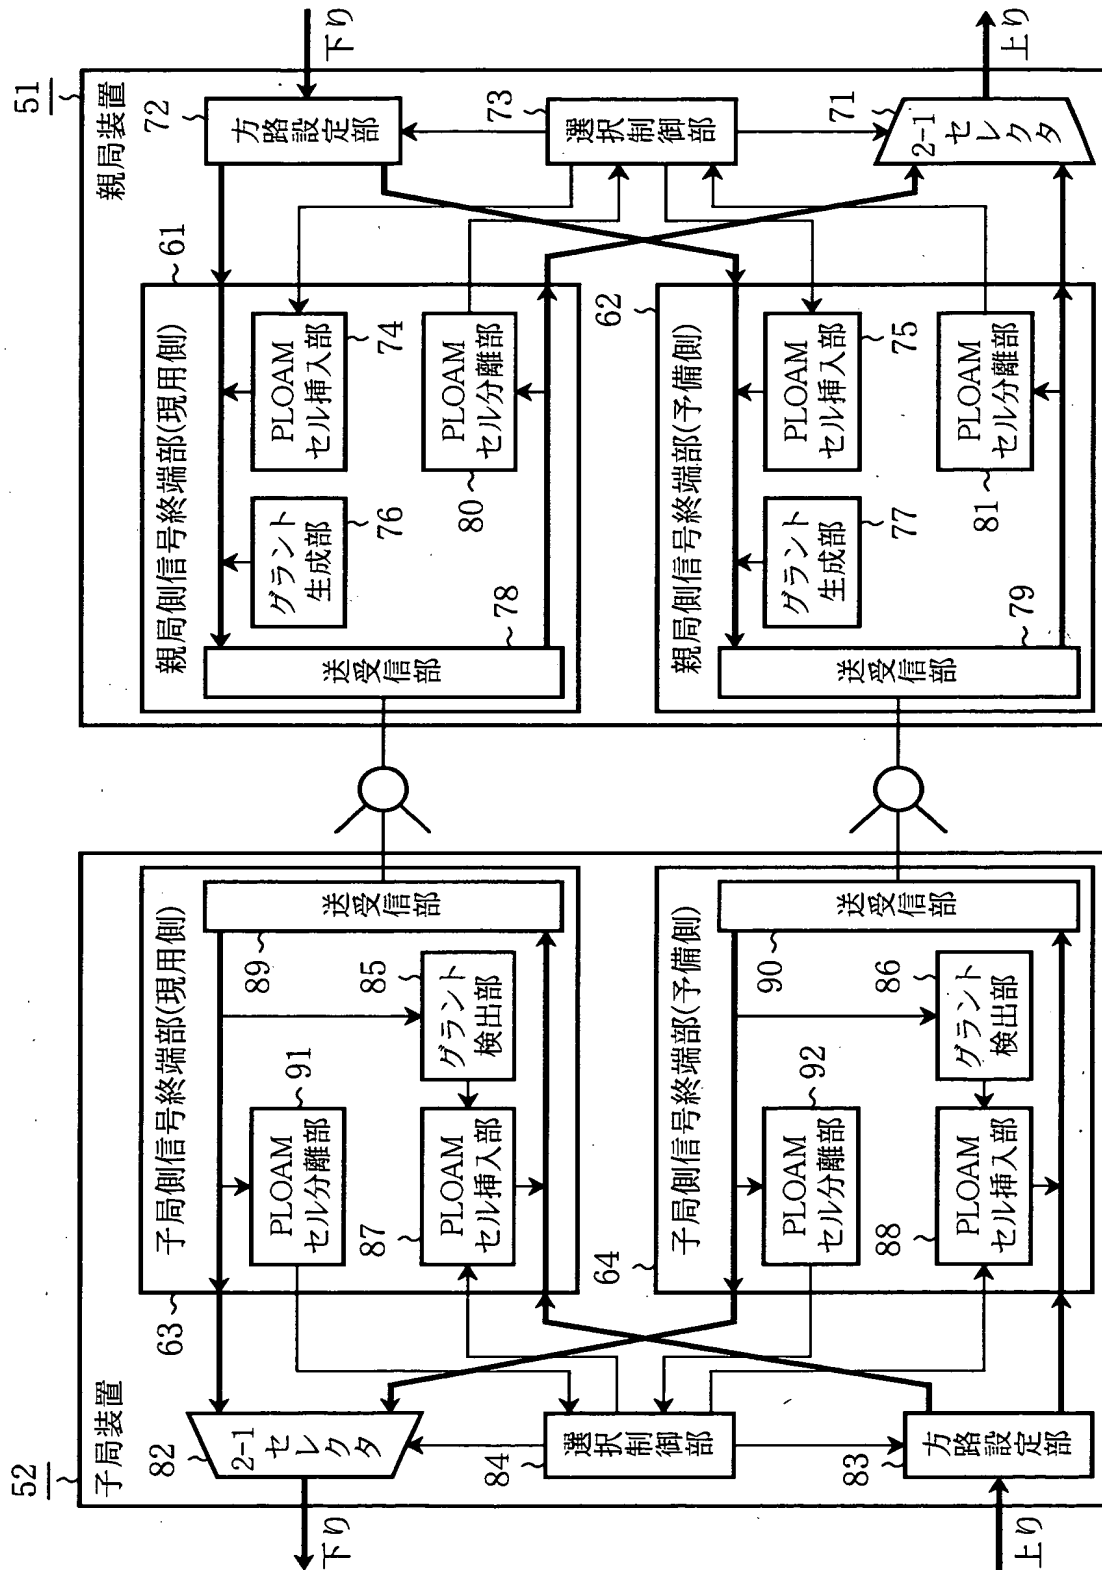 51
親局装置
72
方路設定部
下り
73
選択制御部
71
2-1
セレクタ
上り
61
親局側信号終端部(現用側)
PLOAM
セル挿入部
74
PLOAM
セル分離部
80
グラント
生成部
76
送受信部
78
62
親局側信号終端部(予備側)
PLOAM
セル挿入部
75
PLOAM
セル分離部
81
グラント
生成部
77
送受信部
79
52
子局装置
63
子局側信号終端部(現用側)
送受信部
89
グラント
検出部
85
PLOAM
セル分離部
91
PLOAM
セル挿入部
87
64
子局側信号終端部(予備側)
送受信部
90
グラント
検出部
86
PLOAM
セル分離部
92
PLOAM
セル挿入部
88
82
2-1
セレクタ
下り
84
選択制御部
83
方路設定部
上り